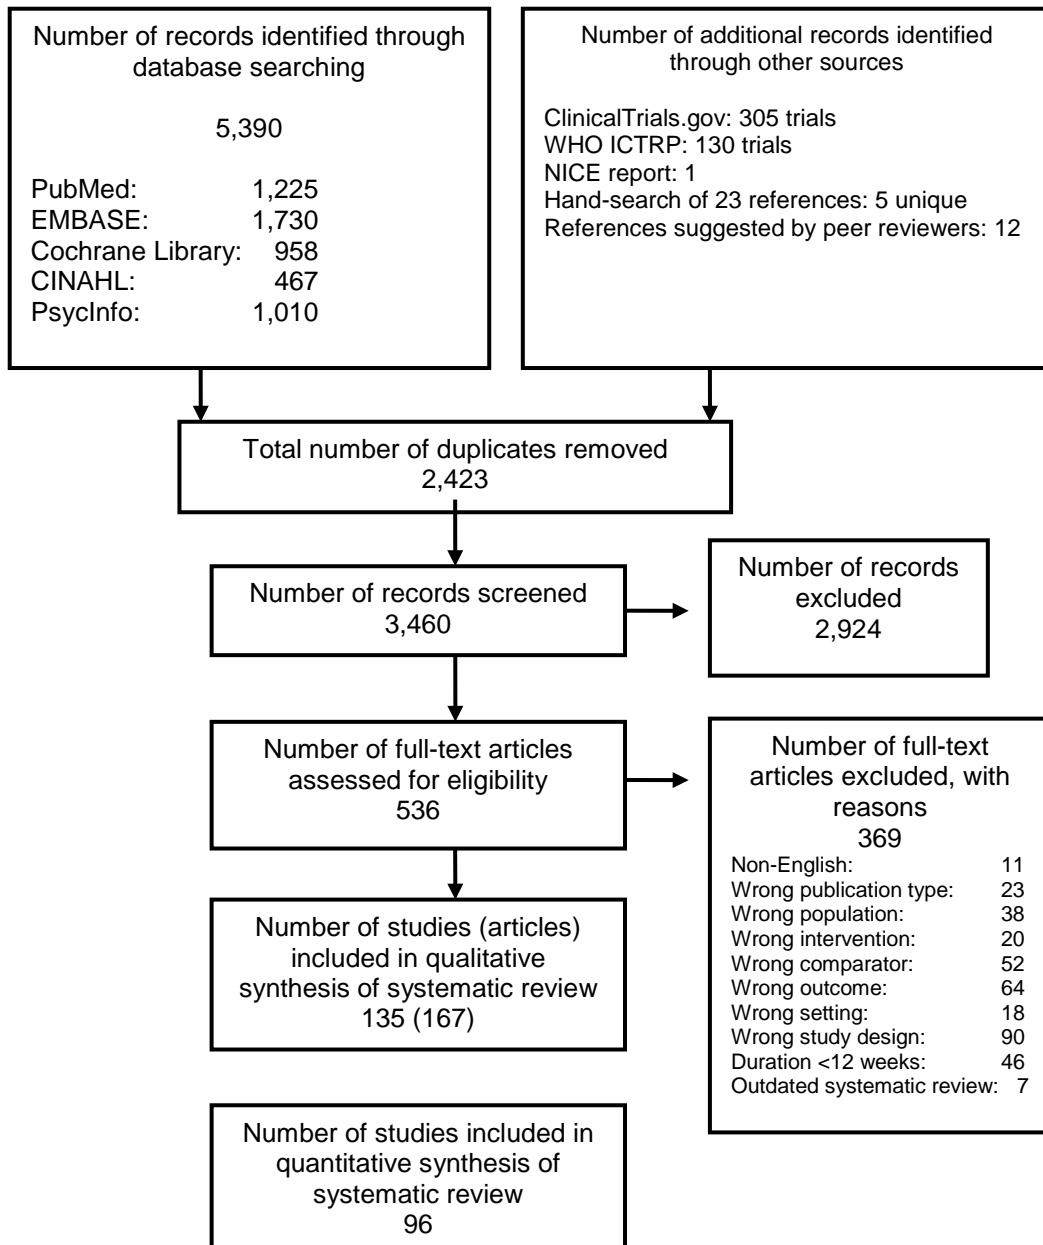 Number of records identified through
database searching
5,390
PubMed: 1,225
EMBASE: 1,730
Cochrane Library: 958
CINAHL: 467
PsycInfo: 1,010
Number of additional records identified
through other sources
ClinicalTrials.gov: 305 trials
WHO ICTRP: 130 trials
NICE report: 1
Hand-search of 23 references: 5 unique
References suggested by peer reviewers: 12
Total number of duplicates removed
2,423
Number of records screened
3,460
Number of records
excluded
2,924
Number of full-text articles
assessed for eligibility
536
Number of full-text
articles excluded, with
reasons
369
Non-English: 11
Wrong publication type: 23
Wrong population: 38
Wrong intervention: 20
Wrong comparator: 52
Wrong outcome: 64
Wrong setting: 18
Wrong study design: 90
Duration <12 weeks: 46
Outdated systematic review: 7
Number of studies (articles)
included in qualitative
synthesis of systematic review
135 (167)
Number of studies included in
quantitative synthesis of
systematic review
96